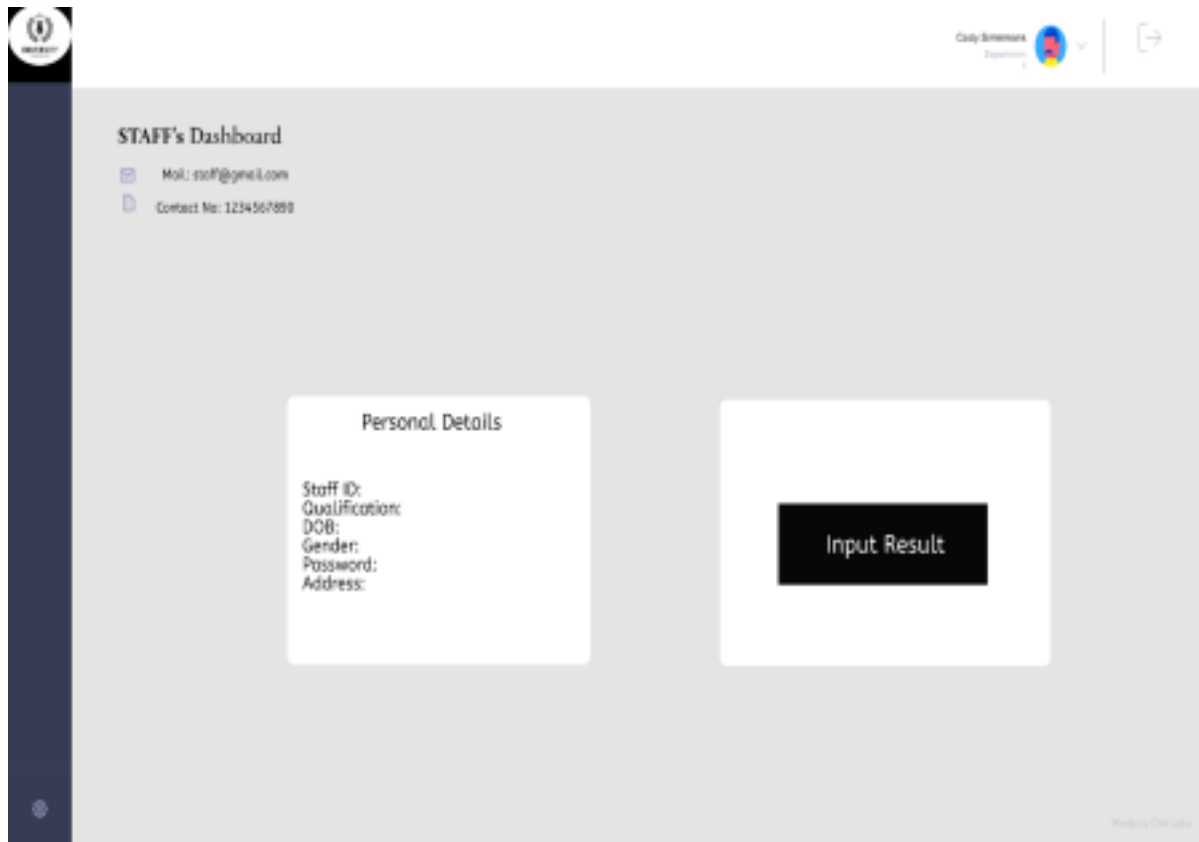 Cody Simmons
STAFF's Dashboard
Mail: staff@gmail.com
Contact No: 1234567890
Personal Details
Staff ID:
Qualification:
DOB:
Gender:
Password:
Address:
Input Result